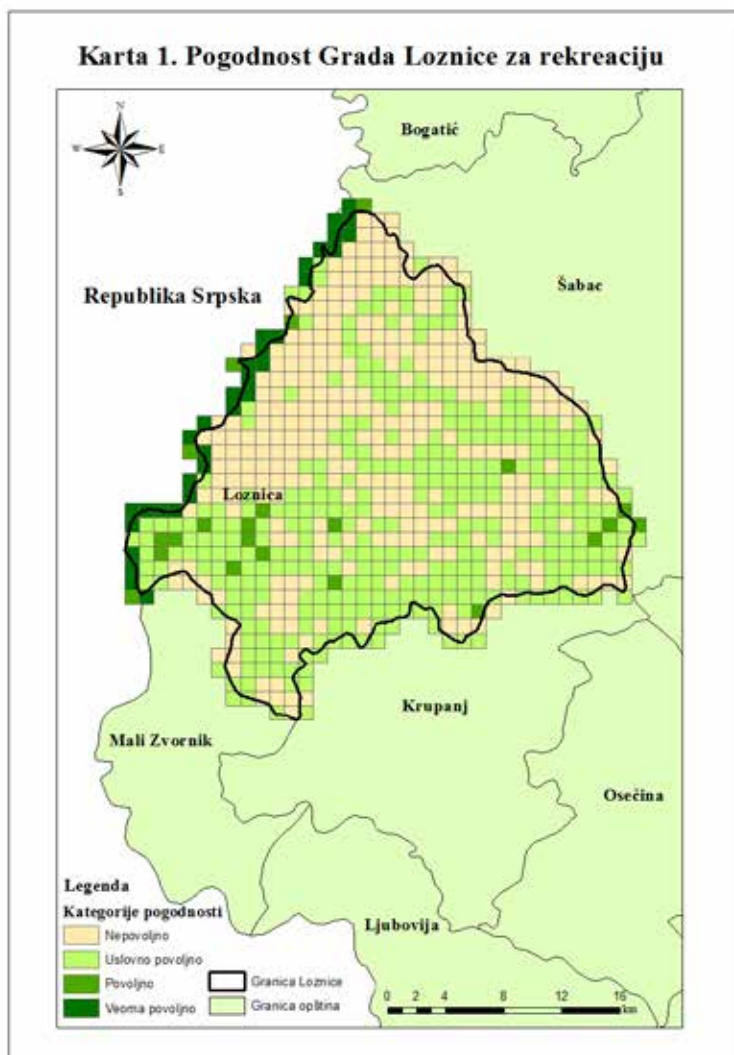 Karta 1. Pogodnost Grada Loznice za rekreaciju
N
W E
S
Bogatić
Republika Srpska
Šabac
Loznica
Krupanj
Mali Zvornik
Osečina
Ljubovija
Legenda
Kategorije pogodnosti
Nepovoljno
Uslovno povoljno
Povoljno
Veoma povoljno
Granica Loznice
Granica opština
0 2 4 8 12 16
km